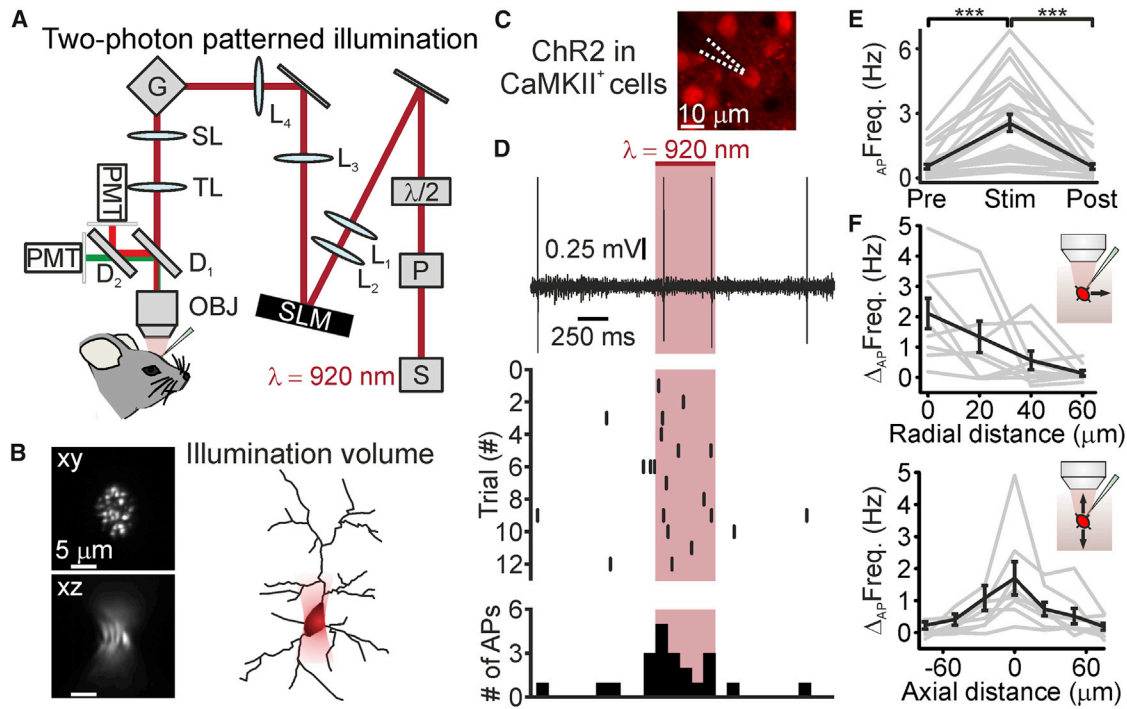 A
Two-photon patterned illumination
G
L4
SL
L3
PMT
TL
λ/2
PMT
D2
D1
L1
L2
P
OBJ
SLM
λ = 920 nm
S
B
Illumination volume
xy
5 μm
xz
C
ChR2 in
CaMKII+ cells
10 μm
D
λ = 920 nm
0.25 mV
250 ms
Trial (#)
0
2
4
6
8
10
12
# of APs
6
3
0
E
*** ***
APFreq. (Hz)
6
3
0
Pre Stim Post
F
ΔAPFreq. (Hz)
5
4
3
2
1
0
0 20 40 60
Radial distance (μm)
ΔAPFreq. (Hz)
5
4
3
2
1
0
-60 0 60
Axial distance (μm)